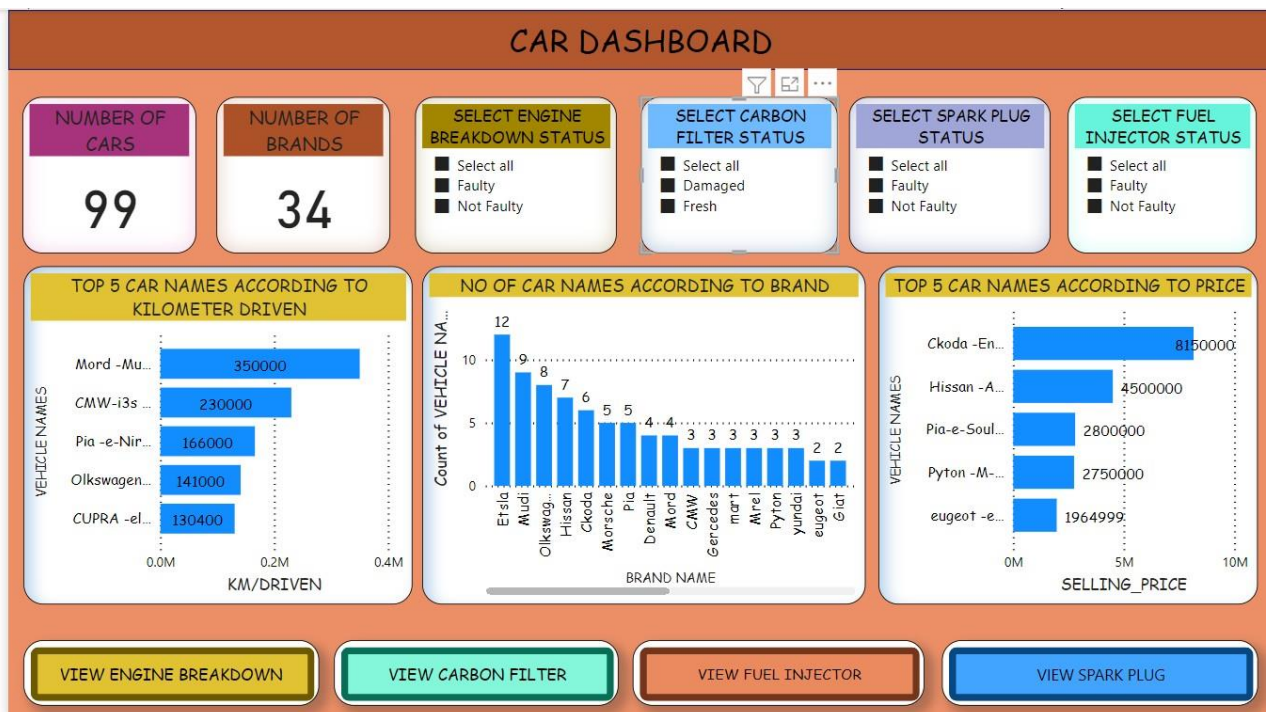 CAR DASHBOARD
NUMBER OF
CARS
99
NUMBER OF
BRANDS
34
SELECT ENGINE
BREAKDOWN STATUS
Select all
Faulty
Not Faulty
SELECT CARBON
FILTER STATUS
Select all
Damaged
Fresh
SELECT SPARK PLUG
STATUS
Select all
Faulty
Not Faulty
SELECT FUEL
INJECTOR STATUS
Select all
Faulty
Not Faulty
TOP 5 CAR NAMES ACCORDING TO
KILOMETER DRIVEN
VEHICLE NAMES
Mord -Mu... 350000
CMW-i3s ... 230000
Pia -e-Nir... 166000
Olkswagen... 141000
CUPRA -el... 130400
0.0M 0.2M 0.4M
KM/DRIVEN
NO OF CAR NAMES ACCORDING TO BRAND
Count of VEHICLE NA...
10
5
0
12 9 8 7 6 5 5 4 4 3 3 3 3 3 3 2 2
Etsla
Mudi
Olkswag...
Hissan
Ckoda
Morsche
Pia
Denault
Mord
CMW
Gercedes
mart
Mrel
Pyton
yundai
eugeot
Giat
BRAND NAME
TOP 5 CAR NAMES ACCORDING TO PRICE
VEHICLE NAMES
Ckoda -En... 8150000
Hissan -A... 4500000
Pia-e-Soul... 2800000
Pyton -M-... 2750000
eugeot -e... 1964999
0M 5M 10M
SELLING_PRICE
VIEW ENGINE BREAKDOWN
VIEW CARBON FILTER
VIEW FUEL INJECTOR
VIEW SPARK PLUG